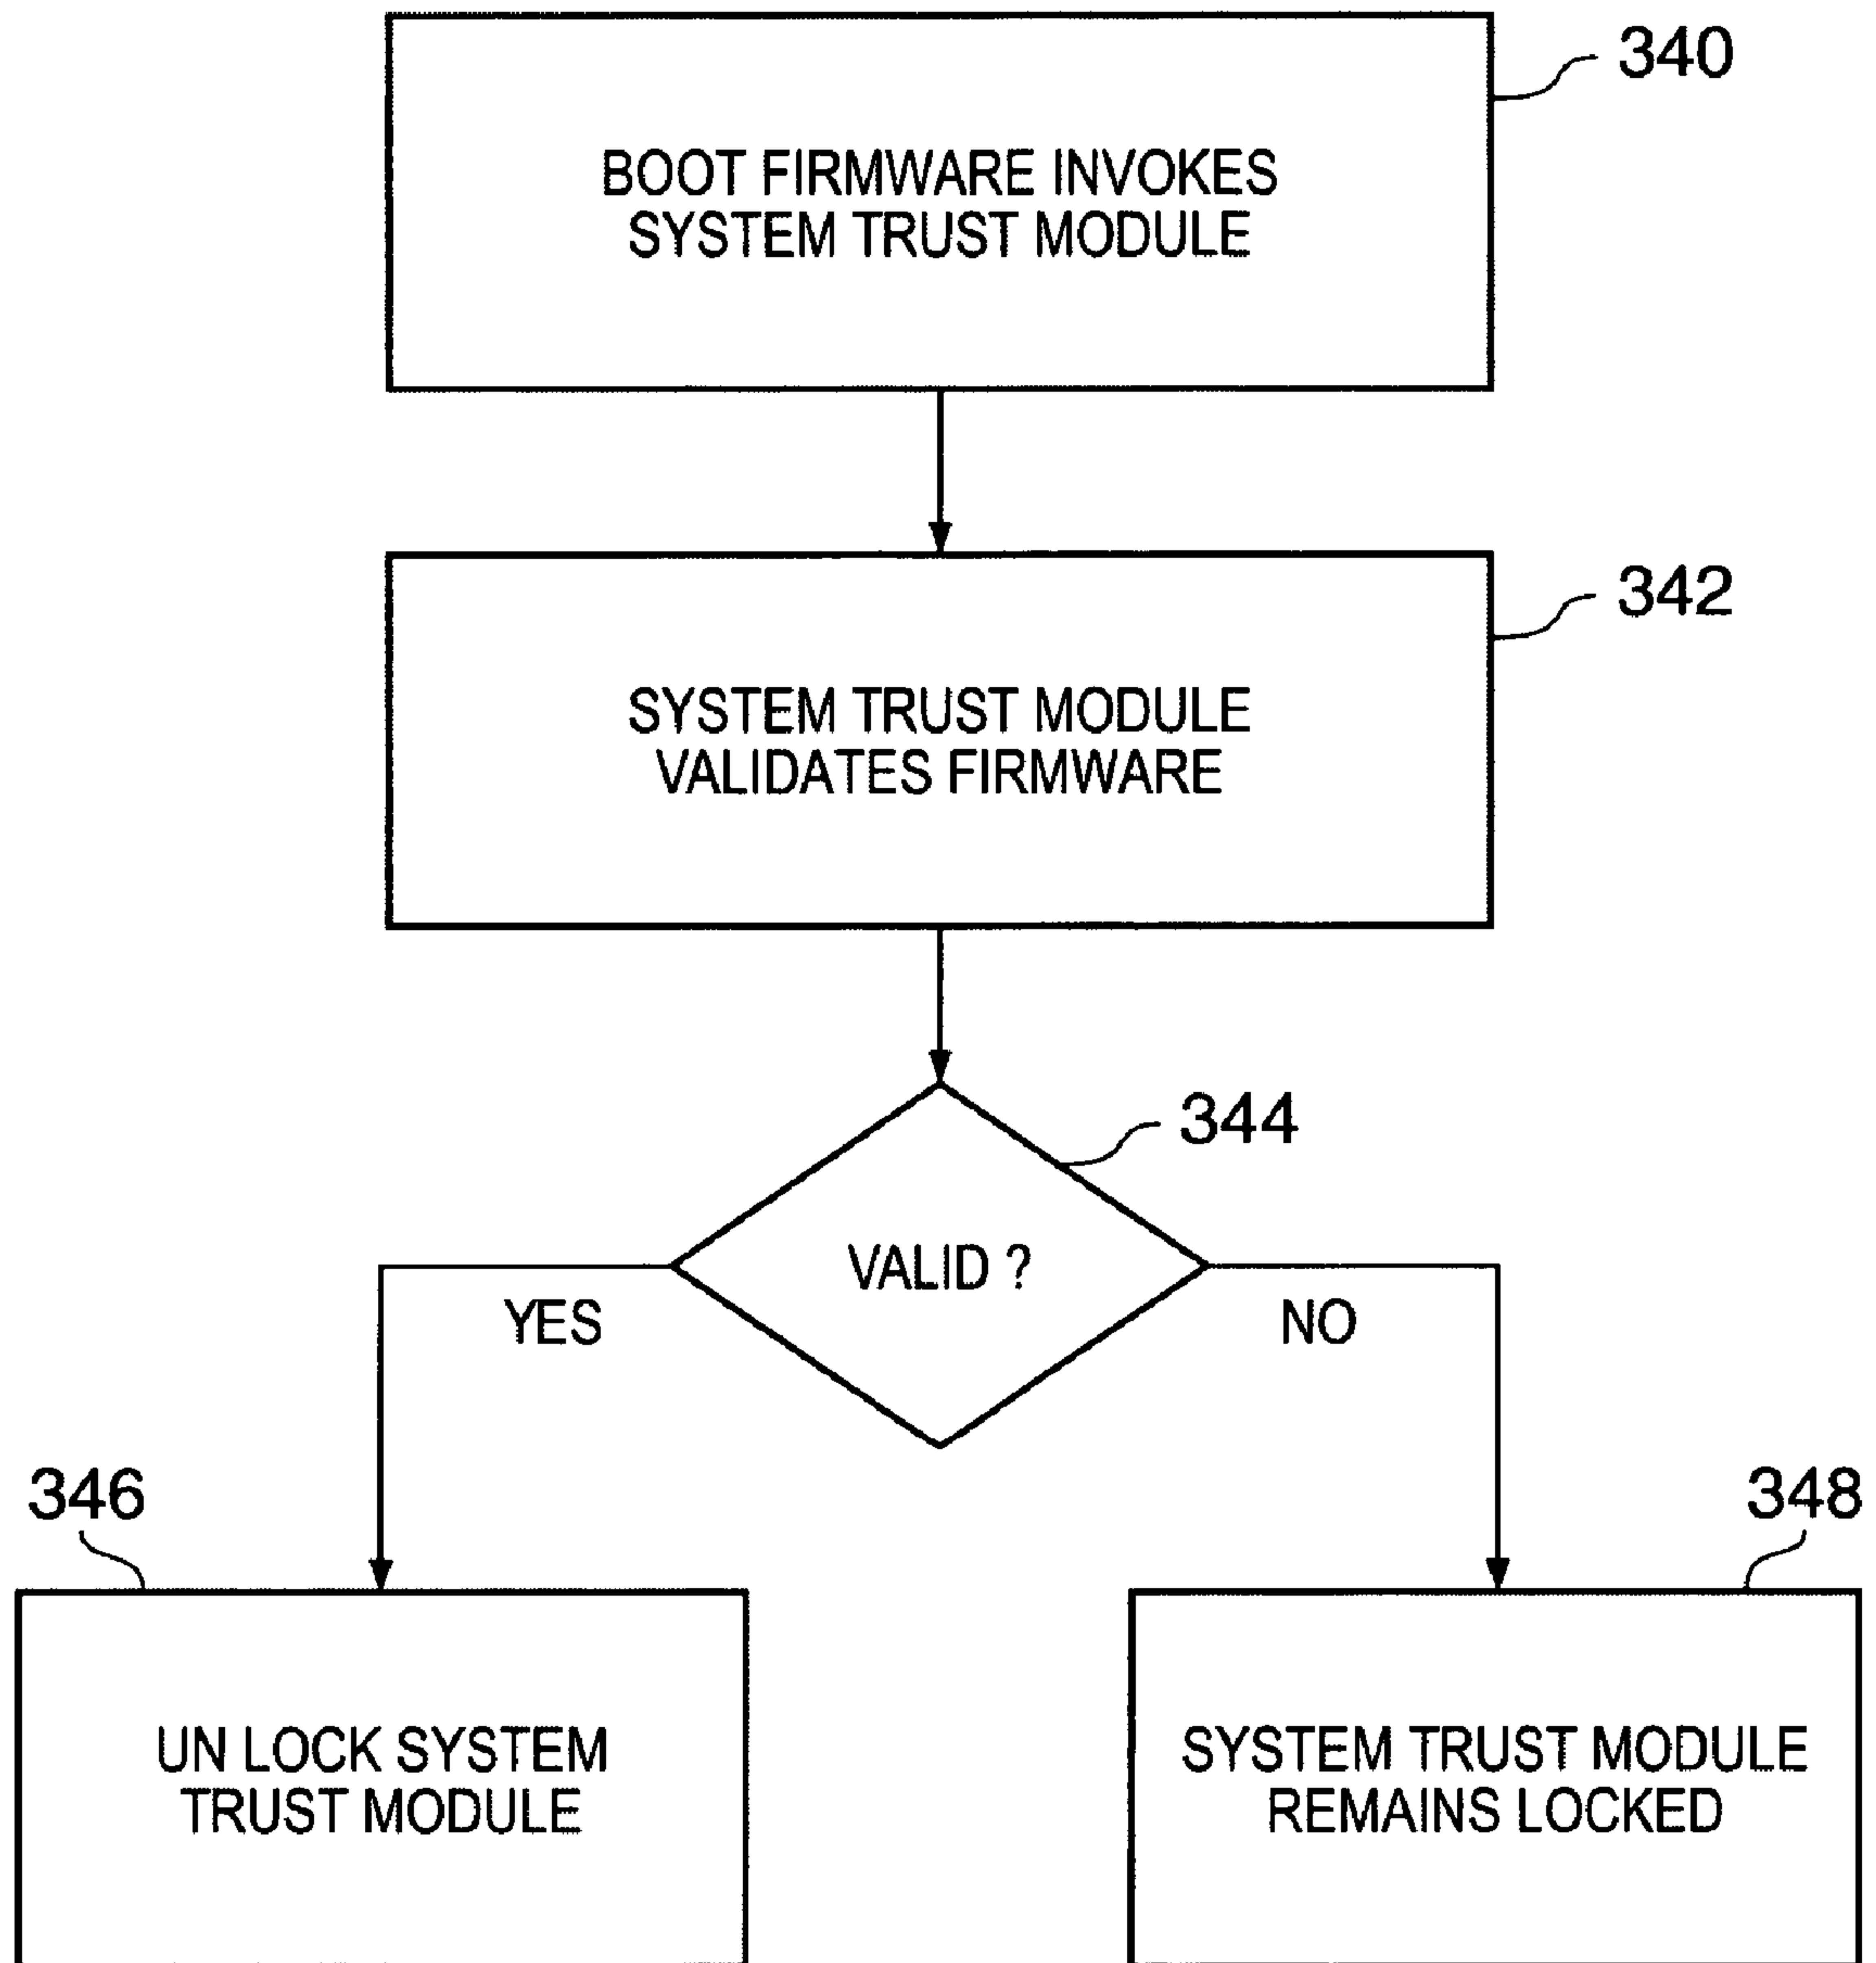 340
BOOT FIRMWARE INVOKES
SYSTEM TRUST MODULE
342
SYSTEM TRUST MODULE
VALIDATES FIRMWARE
344
VALID ?
YES
NO
346
348
UN LOCK SYSTEM
TRUST MODULE
SYSTEM TRUST MODULE
REMAINS LOCKED